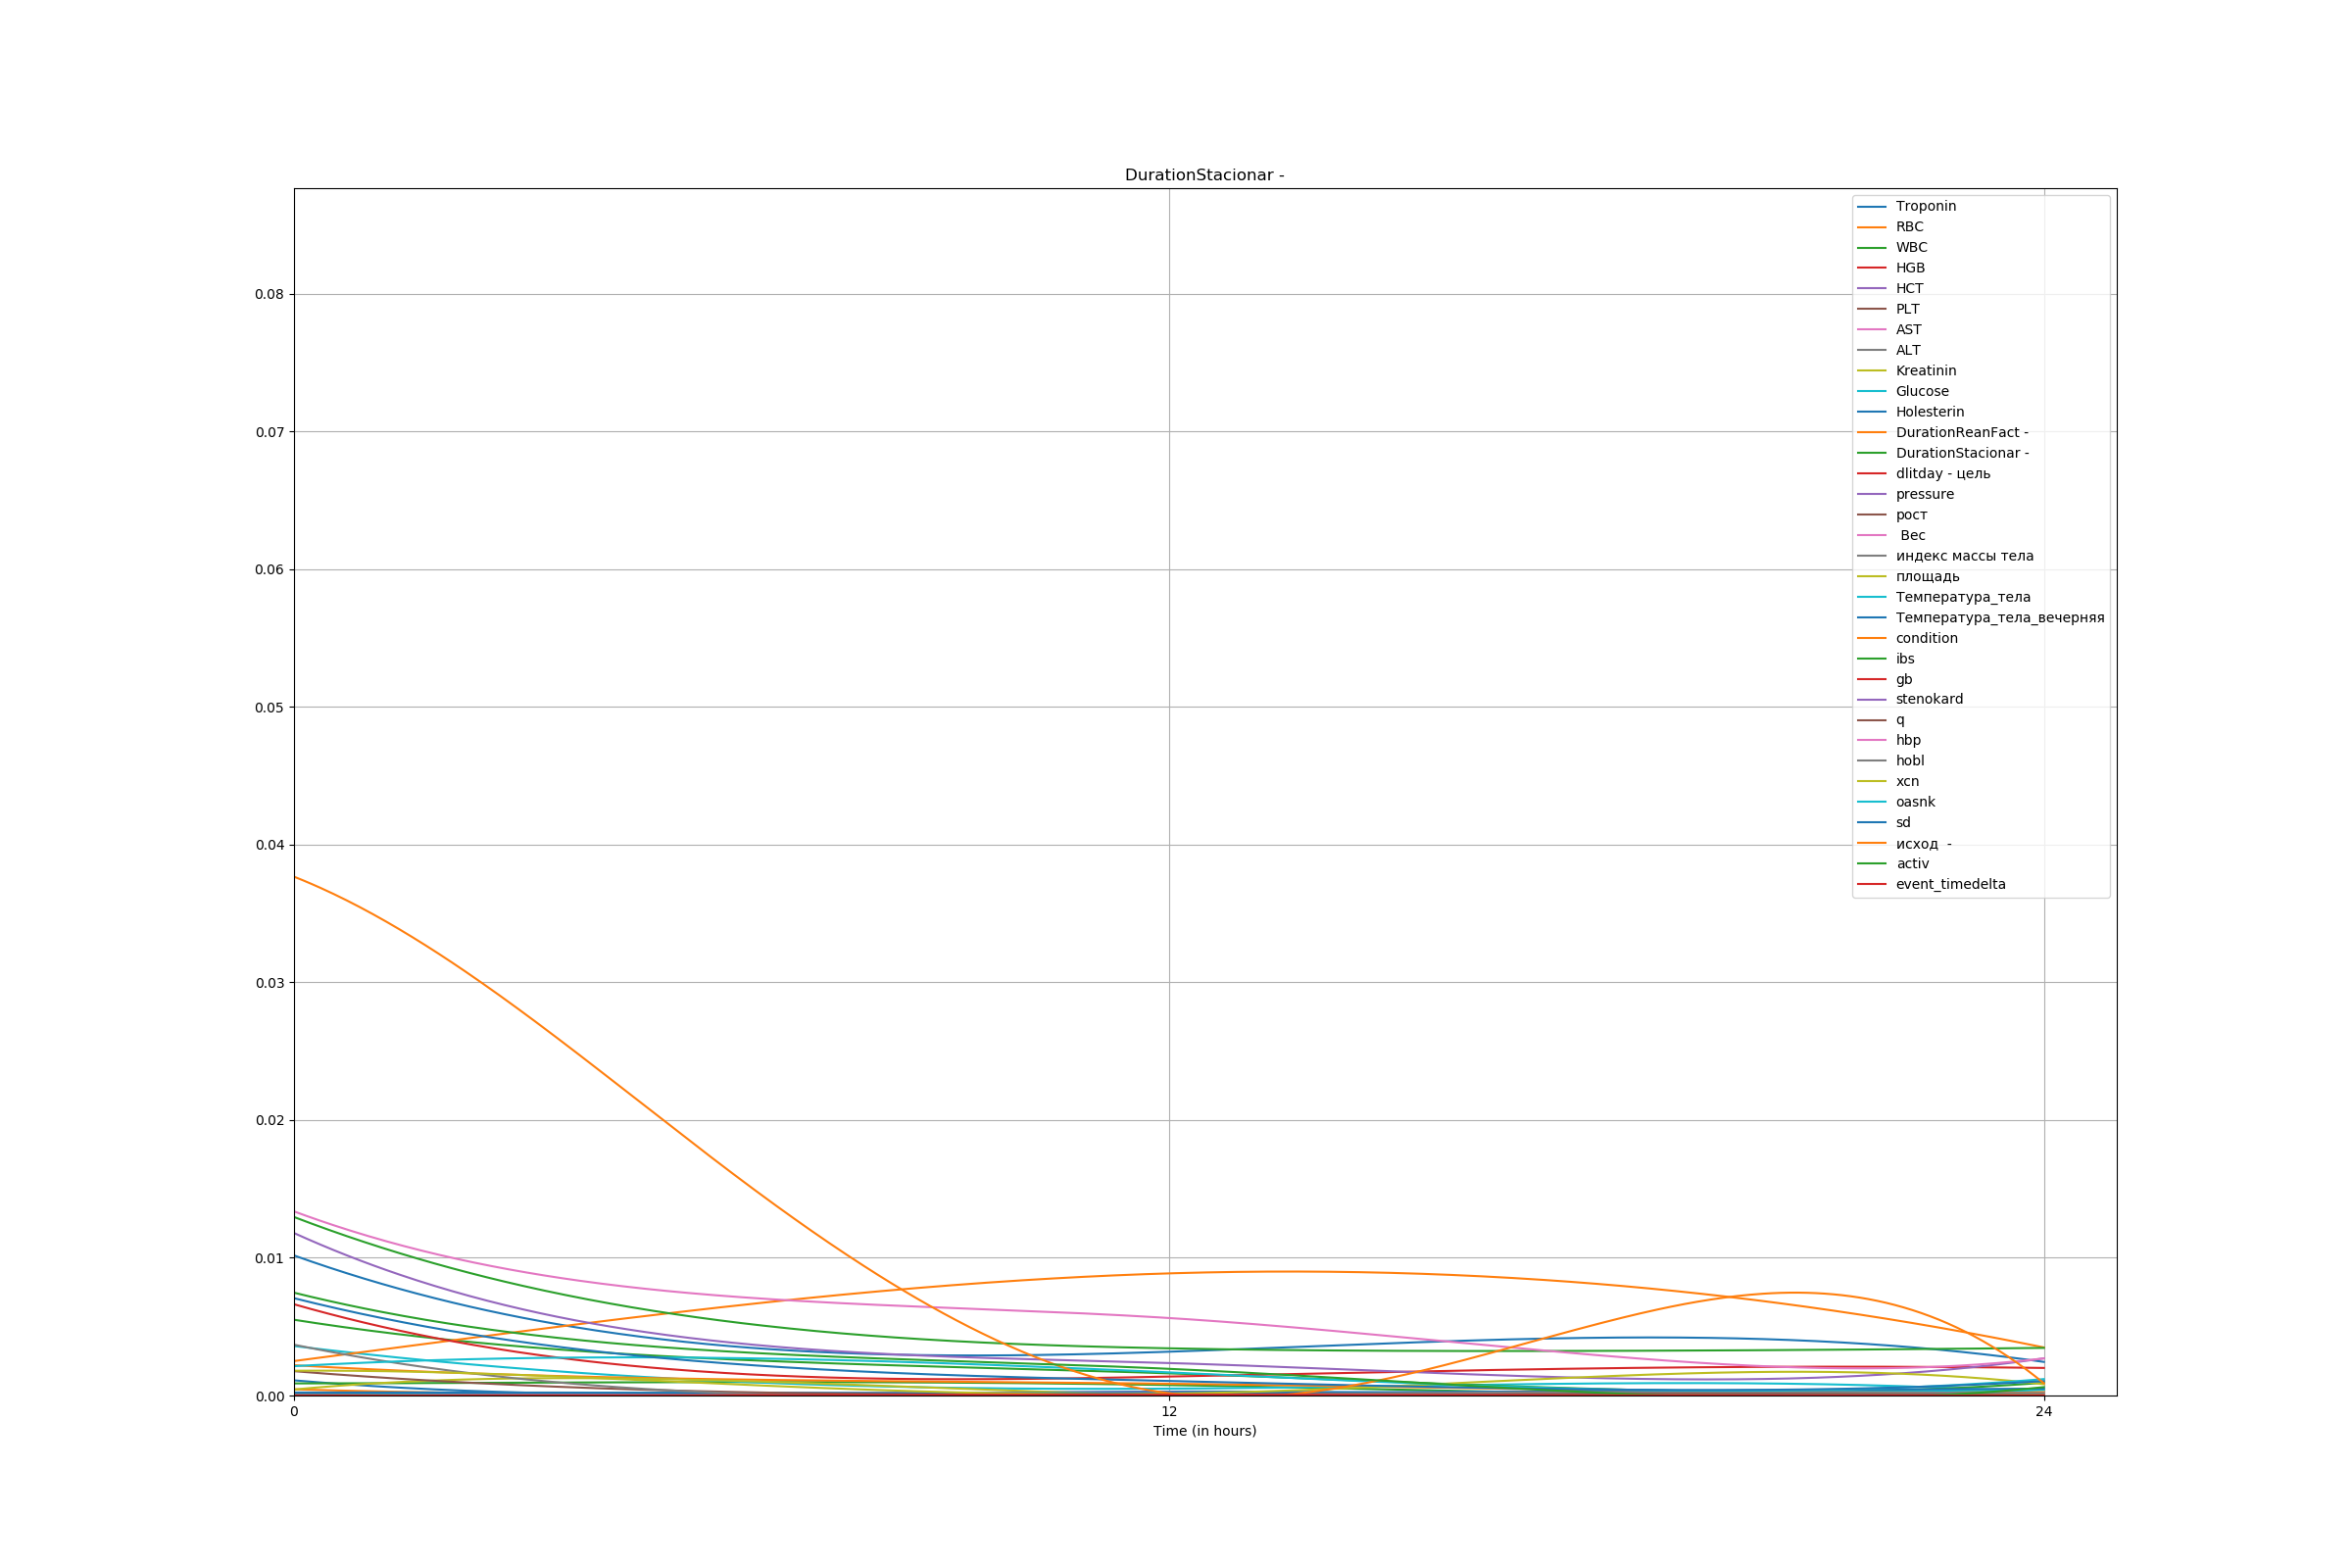 DurationStacionar -
0.08
0.07
0.06
0.05
0.04
0.03
0.02
0.01
0.00
0
12
24
Time (in hours)
Troponin
RBC
WBC
HGB
HCT
PLT
AST
ALT
Kreatinin
Glucose
Holesterin
DurationReanFact -
DurationStacionar -
dlitday - цель
pressure
рост
Вес
индекс массы тела
площадь
Температура_тела
Температура_тела_вечерняя
condition
ibs
gb
stenokard
q
hbp
hobl
xcn
oasnk
sd
исход  -
activ
event_timedelta